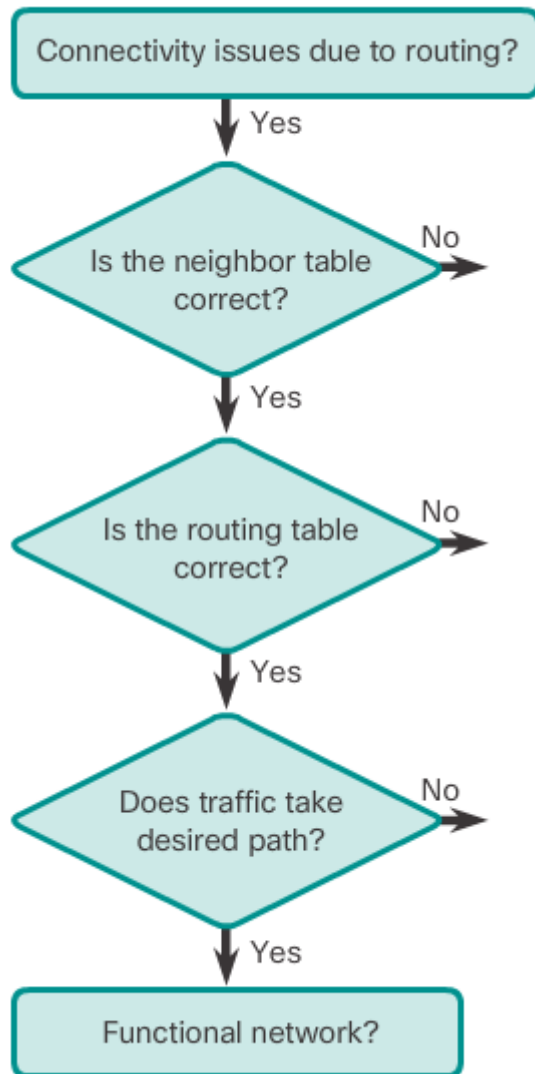 Connectivity issues due to routing?
Yes
No
Is the neighbor table
correct?
Yes
No
Is the routing table
correct?
Yes
No
Does traffic take
desired path?
Yes
Functional network?